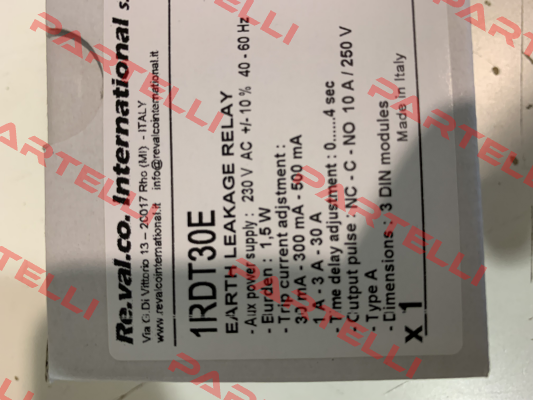 Re.val.co. International s.
Via G.Di Vittorio 13 – 20017 Rho (MI) - ITALY
www.revalcointernational.it info@revalcointernational.it
1RDT30E
EARTH LEAKAGE RELAY
- Aux power supply : 230 V AC +/- 10 % 40 - 60 Hz
- Burden : 1,5 W
- Trip current adjstment :
30 mA - 300 mA - 500 mA
1 A - 3 A - 30 A
- Time delay adjustment : 0.......4 sec
- Output pulse : NC - C - NO 10 A / 250 V
- Type A
- Dimensions : 3 DIN modules
x 1 Made in Italy
PARTELLI
PARTELLI
PARTELLI
PARTELLI
PARTELLI